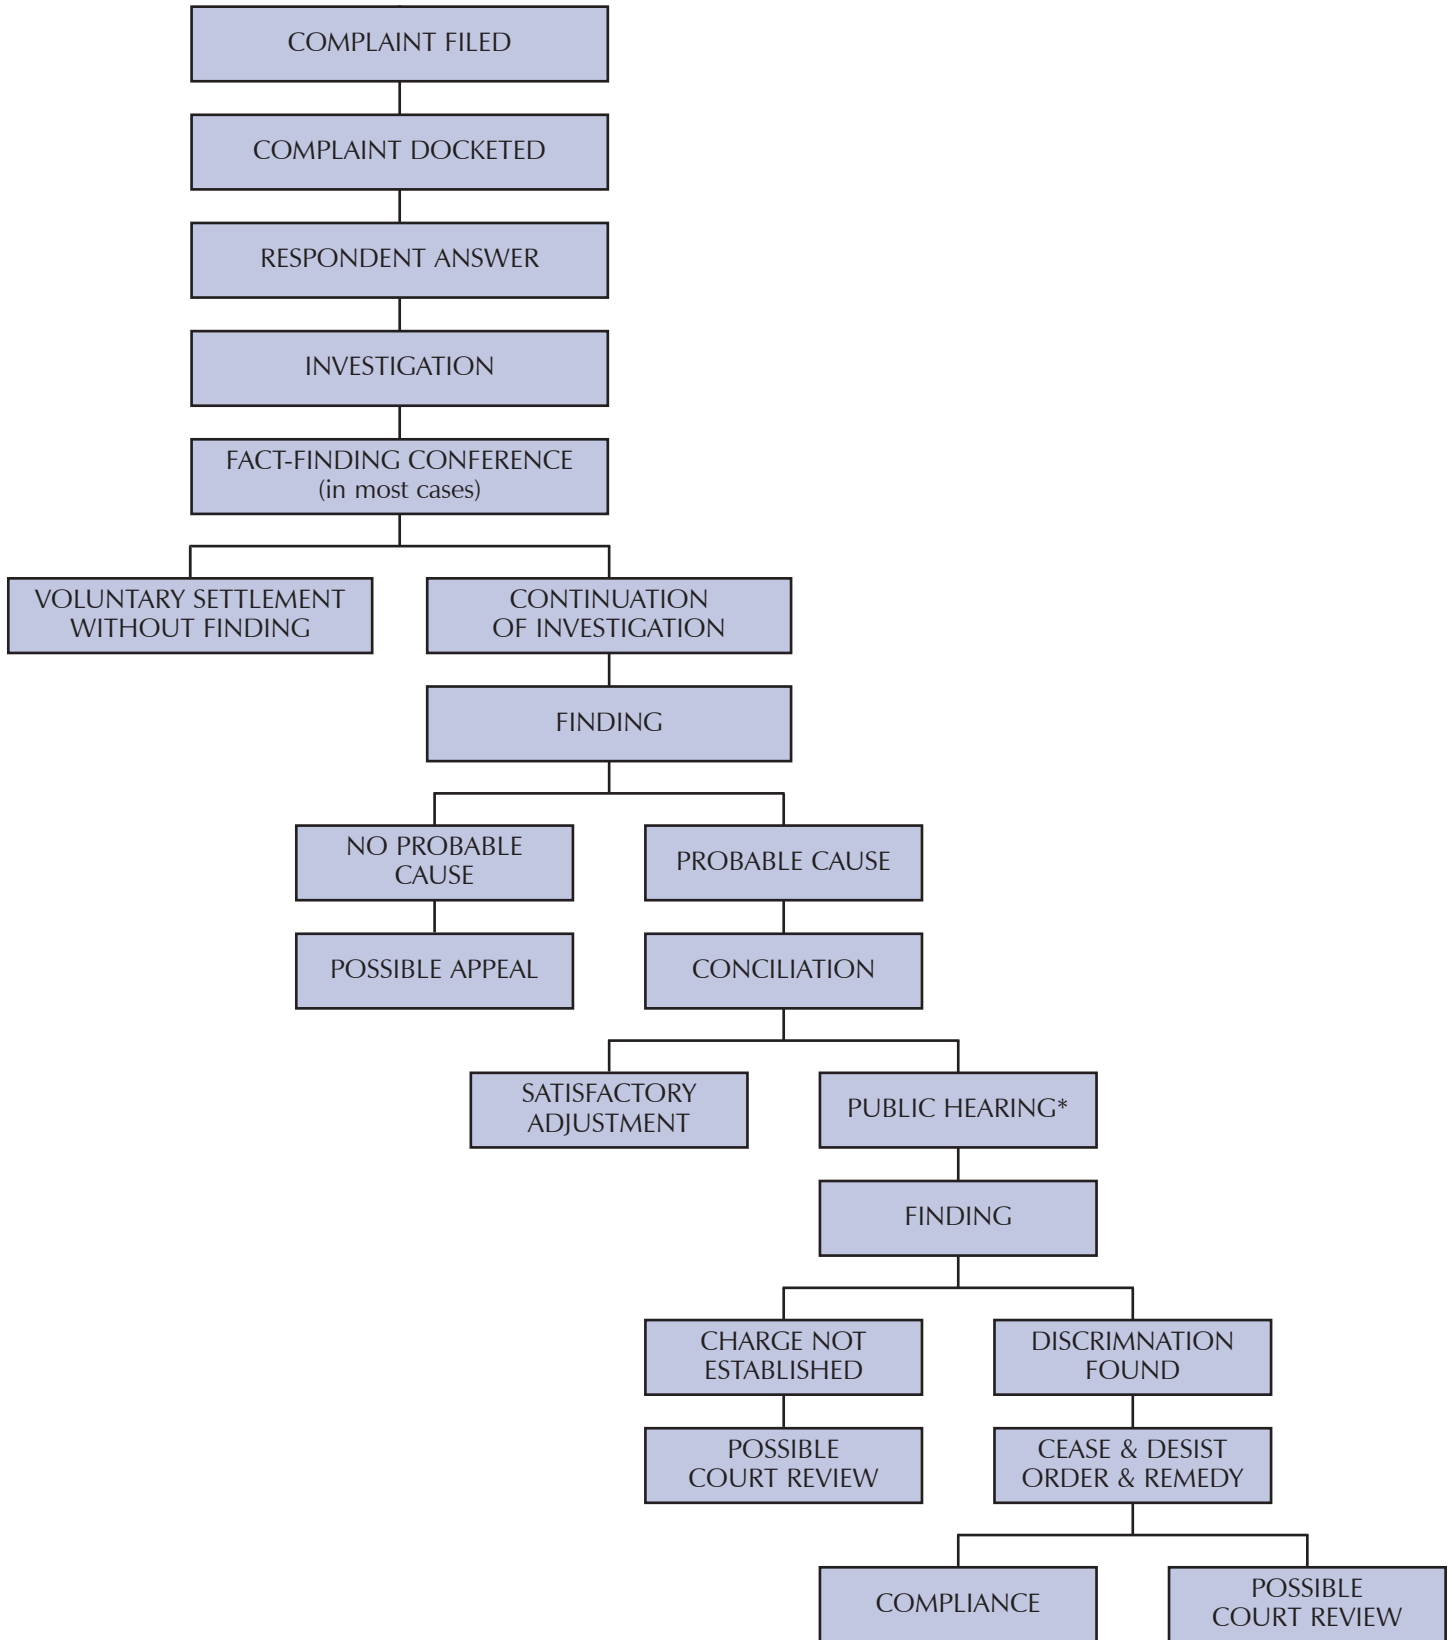 COMPLAINT FILED
COMPLAINT DOCKETED
RESPONDENT ANSWER
INVESTIGATION
FACT-FINDING CONFERENCE
(in most cases)
VOLUNTARY SETTLEMENT
WITHOUT FINDING
CONTINUATION
OF INVESTIGATION
FINDING
NO PROBABLE
CAUSE
PROBABLE CAUSE
POSSIBLE APPEAL
CONCILIATION
SATISFACTORY
ADJUSTMENT
PUBLIC HEARING*
FINDING
CHARGE NOT
ESTABLISHED
DISCRIMNATION
FOUND
POSSIBLE
COURT REVIEW
CEASE & DESIST
ORDER & REMEDY
COMPLIANCE
POSSIBLE
COURT REVIEW